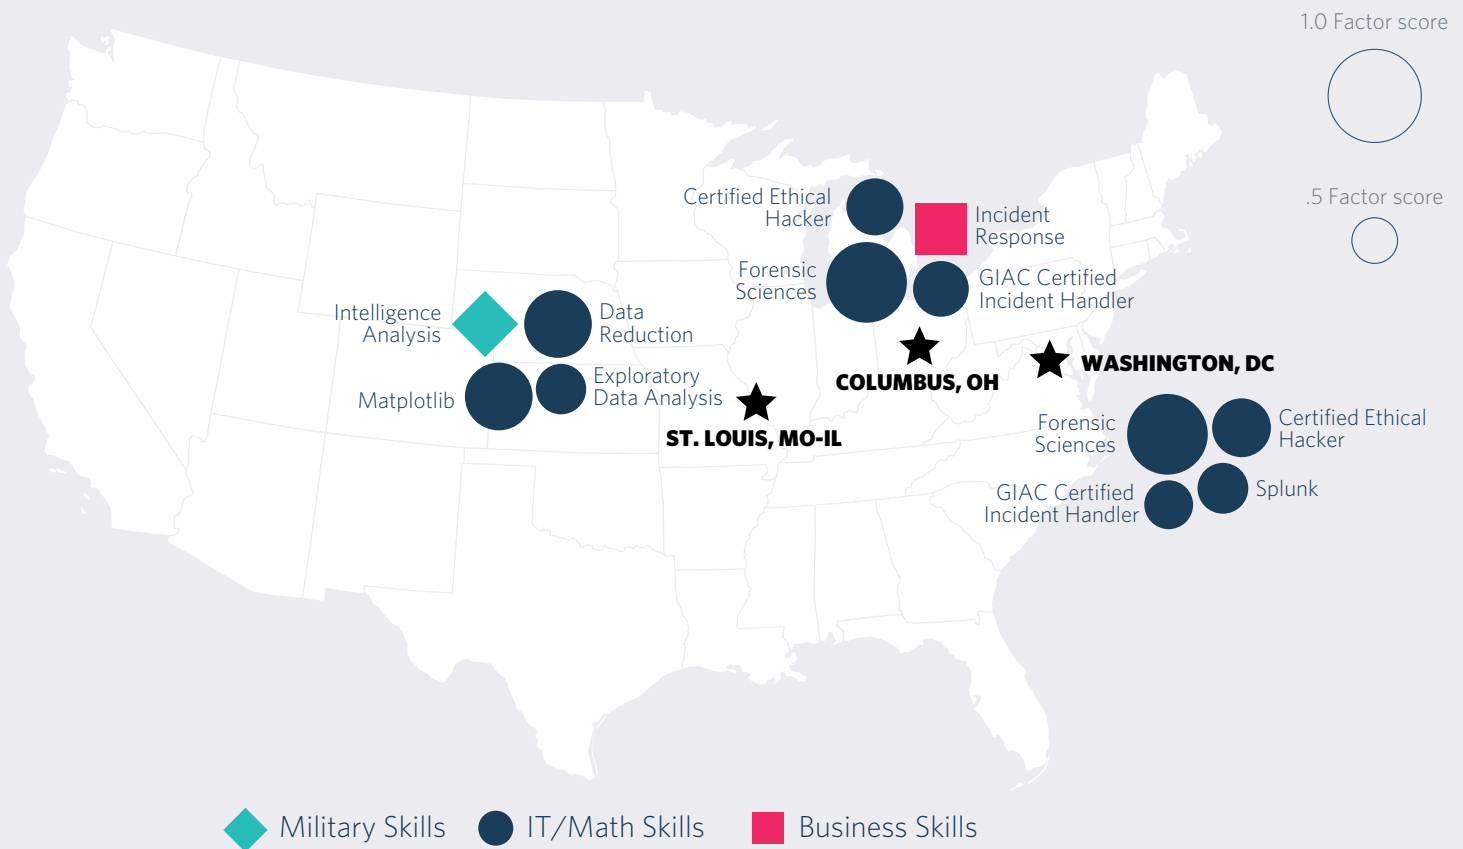 1.0 Factor score
.5 Factor score
Certified Ethical
Hacker
Incident
Response
Forensic
Sciences
GIAC Certified
Incident Handler
Intelligence
Analysis
Data
Reduction
Matplotlib
Exploratory
Data Analysis
COLUMBUS, OH
WASHINGTON, DC
ST. LOUIS, MO-IL
Forensic
Sciences
Certified Ethical
Hacker
GIAC Certified
Incident Handler
Splunk
Military Skills
IT/Math Skills
Business Skills